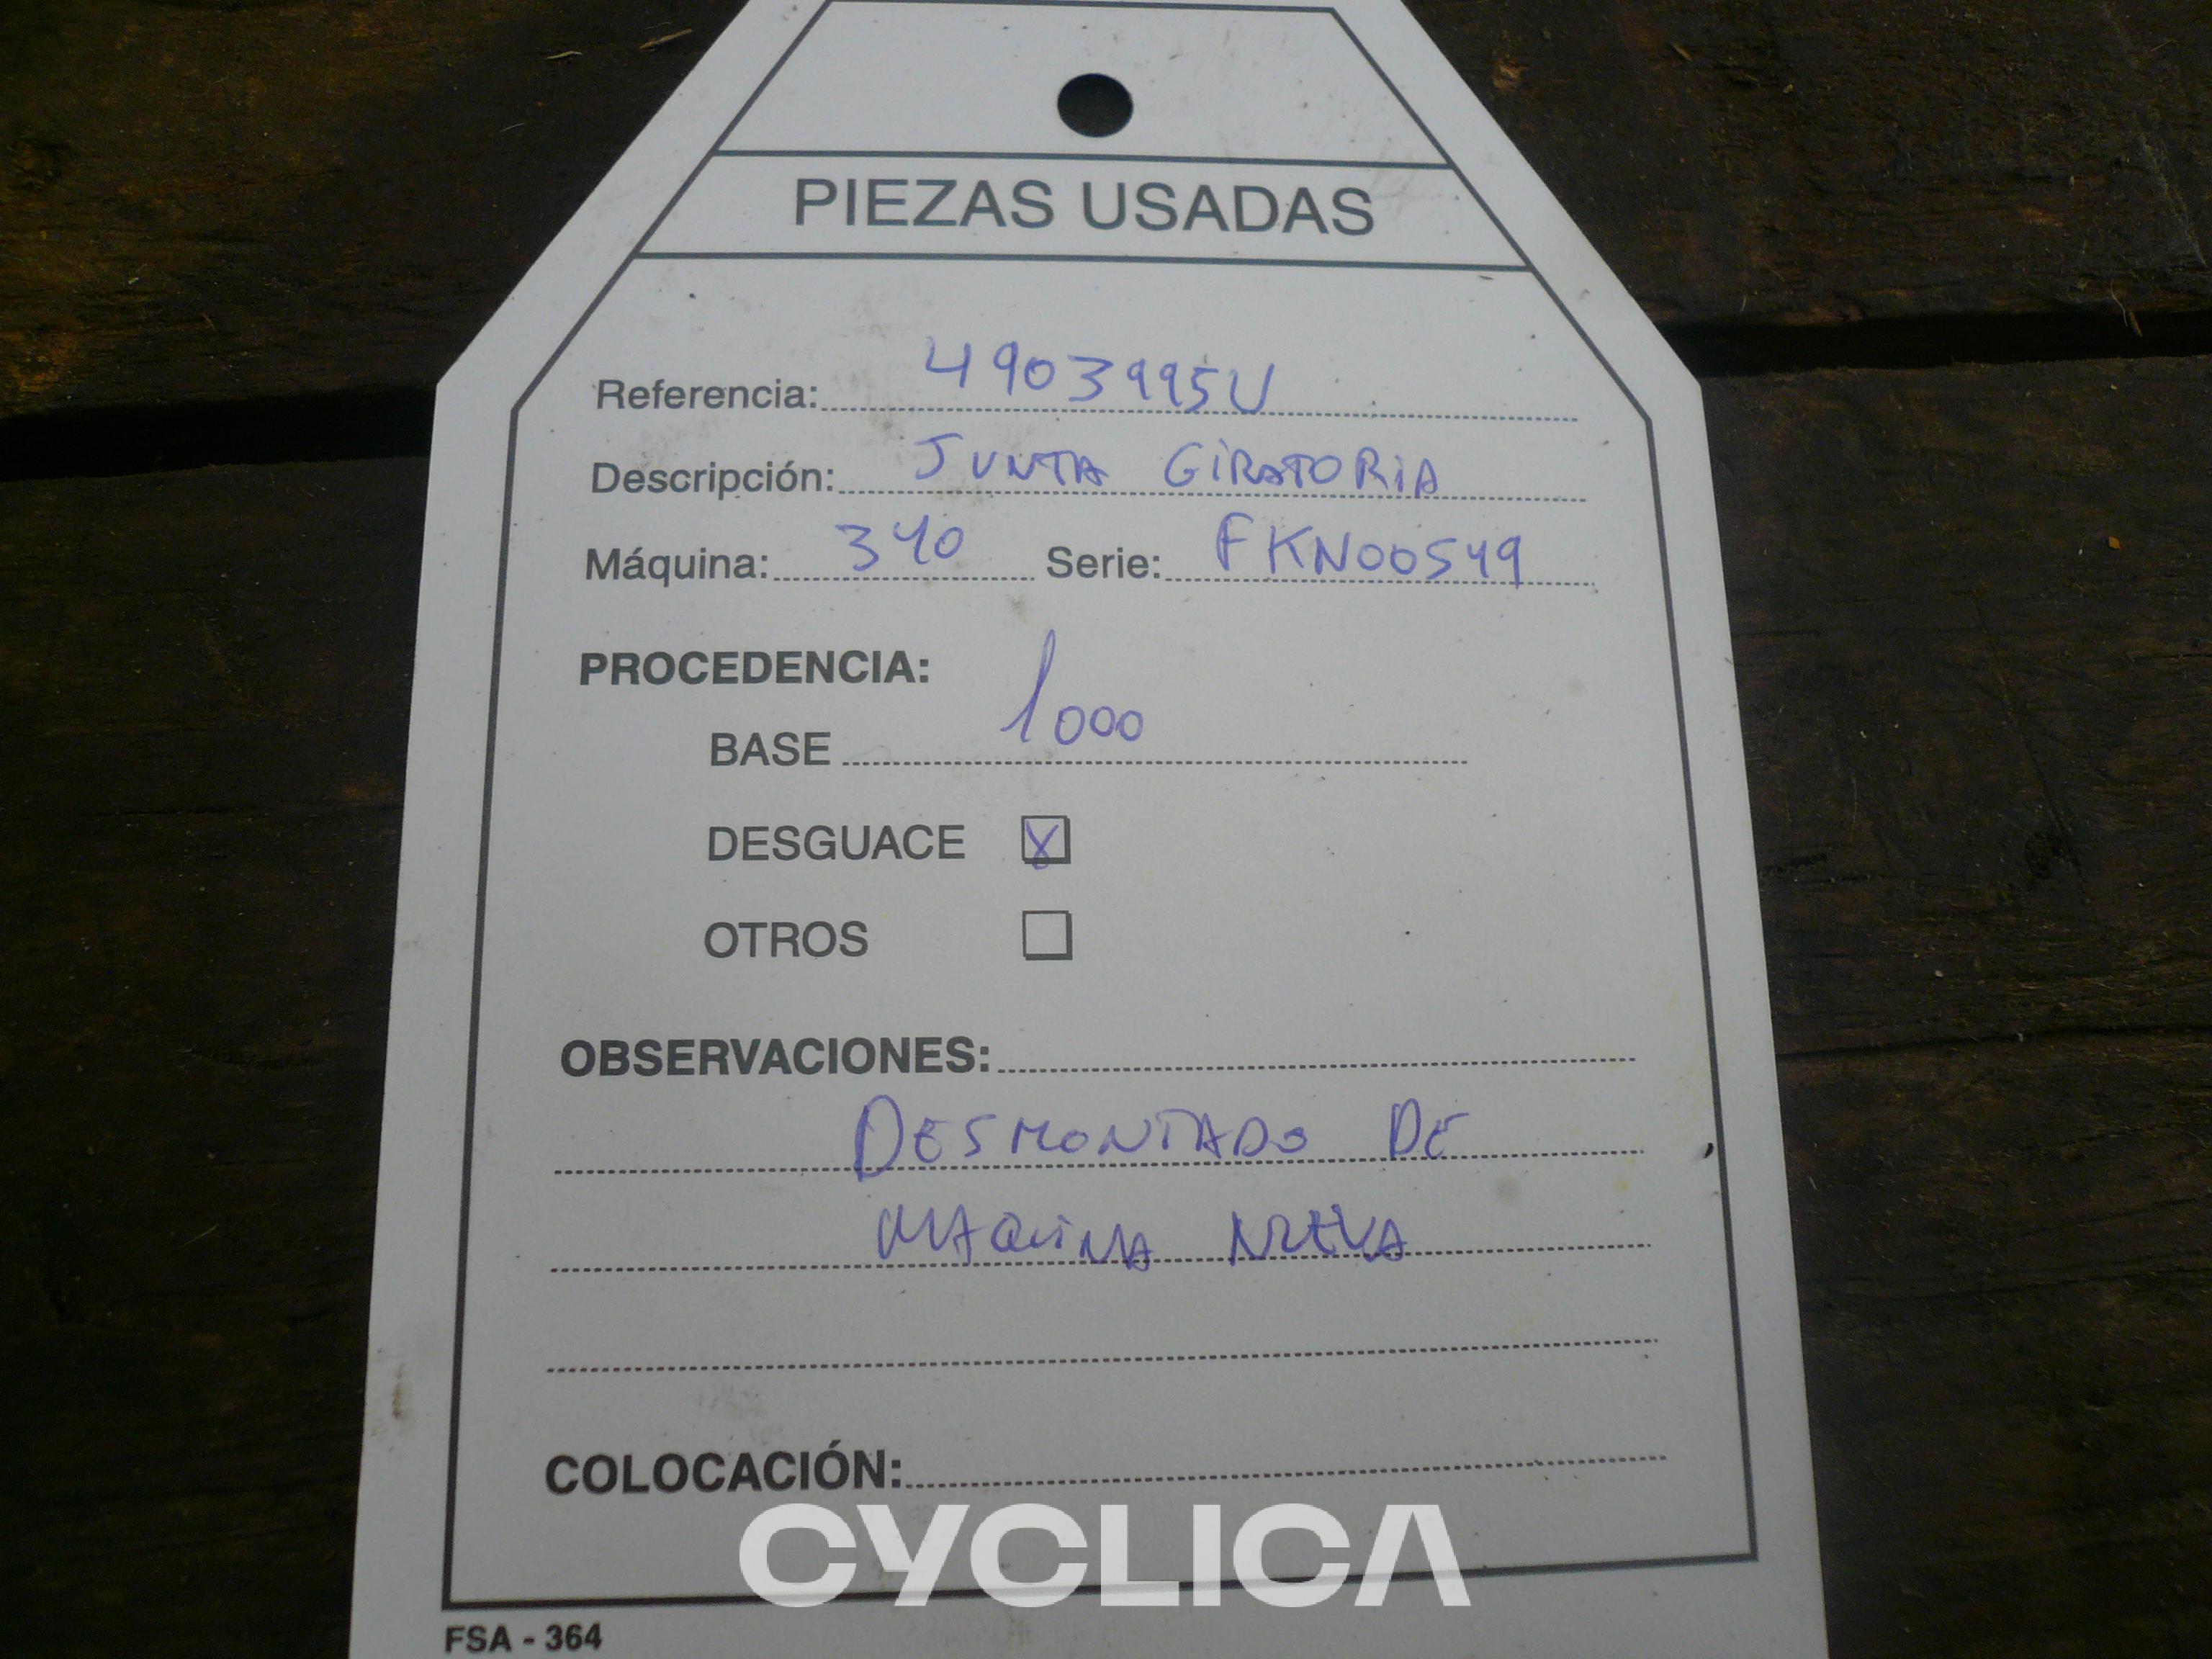 PIEZAS USADAS
Referencia: 4903995U
Descripción: JUNTA GIRATORIA
Máquina: 340 Serie: FKN00549
PROCEDENCIA:
BASE 1000
DESGUACE X
OTROS
OBSERVACIONES:
DESMONTADO DE
MAQUINA NUEVA
COLOCACIÓN:
CYCLICA
FSA - 364